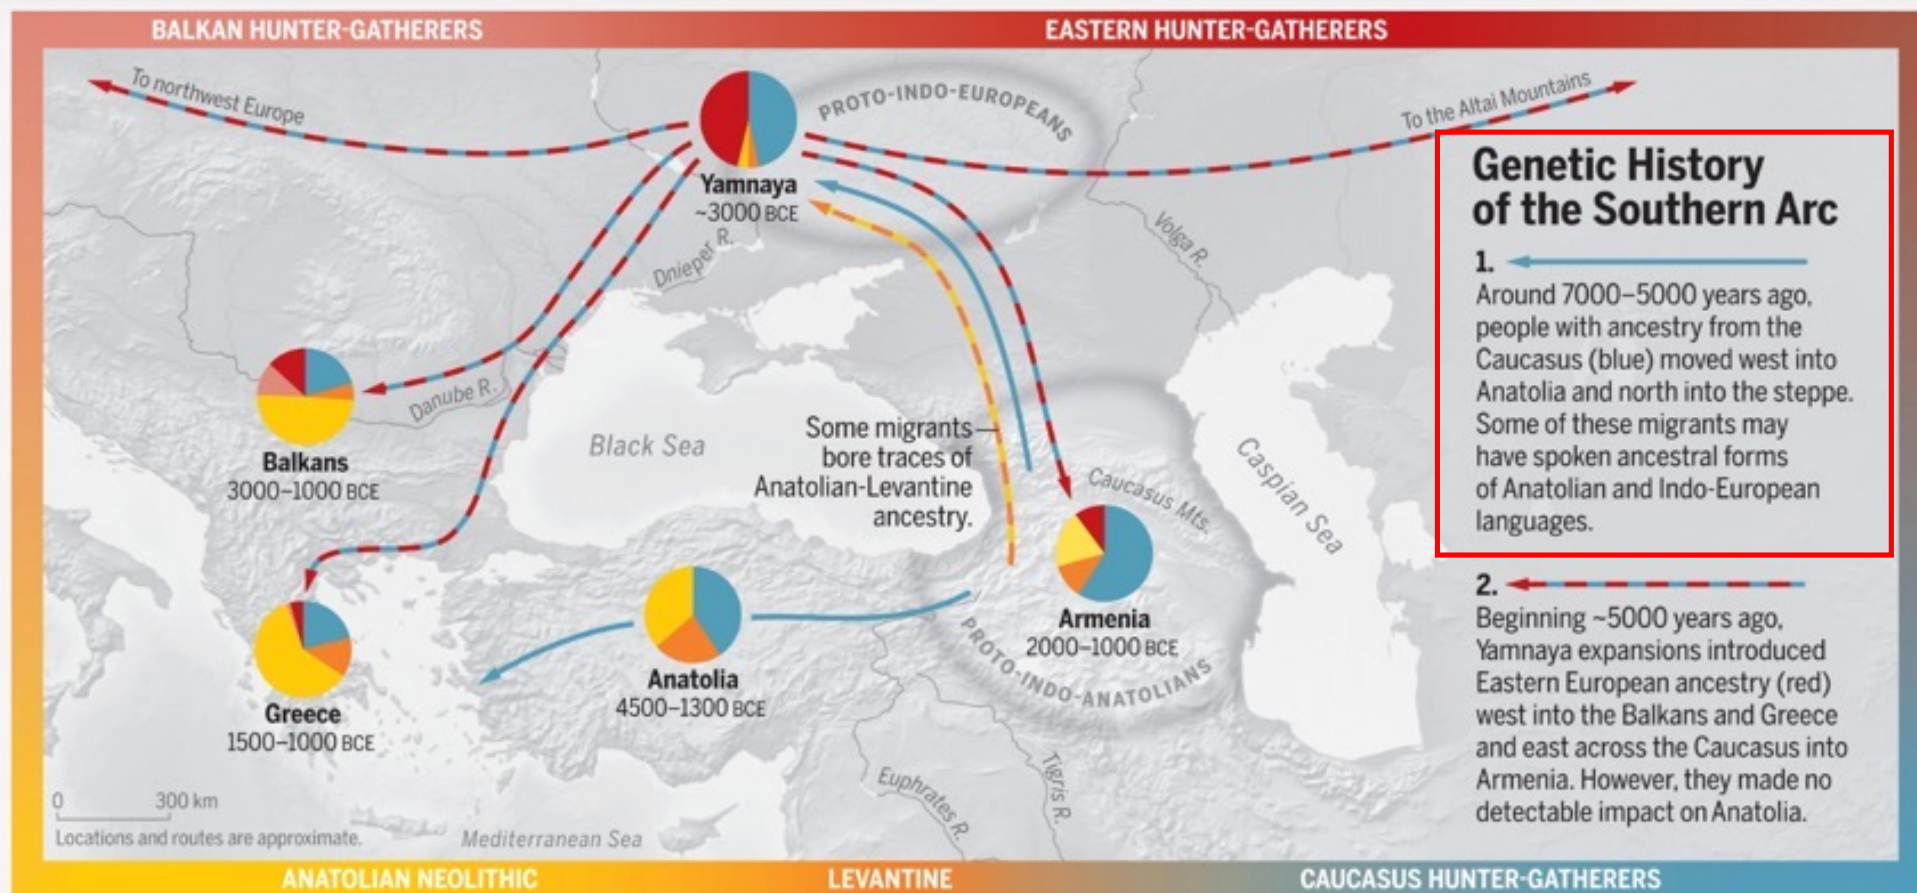 BALKAN HUNTER-GATHERERS
EASTERN HUNTER-GATHERERS
To northwest Europe
PROTO-INDO-EUROPEANS
To the Altai Mountains
Yamnaya
~3000 BCE
Dnieper R.
Volga R.
Danube R.
Balkans
3000–1000 BCE
Black Sea
Some migrants
bore traces of
Anatolian-Levantine
ancestry.
Caucasus Mts.
Caspian Sea
Armenia
2000–1000 BCE
PROTO-INDO-ANATOLIANS
Anatolia
4500–1300 BCE
Greece
1500–1000 BCE
Euphrates R.
Tigris R.
Mediterranean Sea
0 300 km
Locations and routes are approximate.
Genetic History
of the Southern Arc
1.
Around 7000–5000 years ago,
people with ancestry from the
Caucasus (blue) moved west into
Anatolia and north into the steppe.
Some of these migrants may
have spoken ancestral forms
of Anatolian and Indo-European
languages.
2.
Beginning ~5000 years ago,
Yamnaya expansions introduced
Eastern European ancestry (red)
west into the Balkans and Greece
and east across the Caucasus into
Armenia. However, they made no
detectable impact on Anatolia.
ANATOLIAN NEOLITHIC
LEVANTINE
CAUCASUS HUNTER-GATHERERS